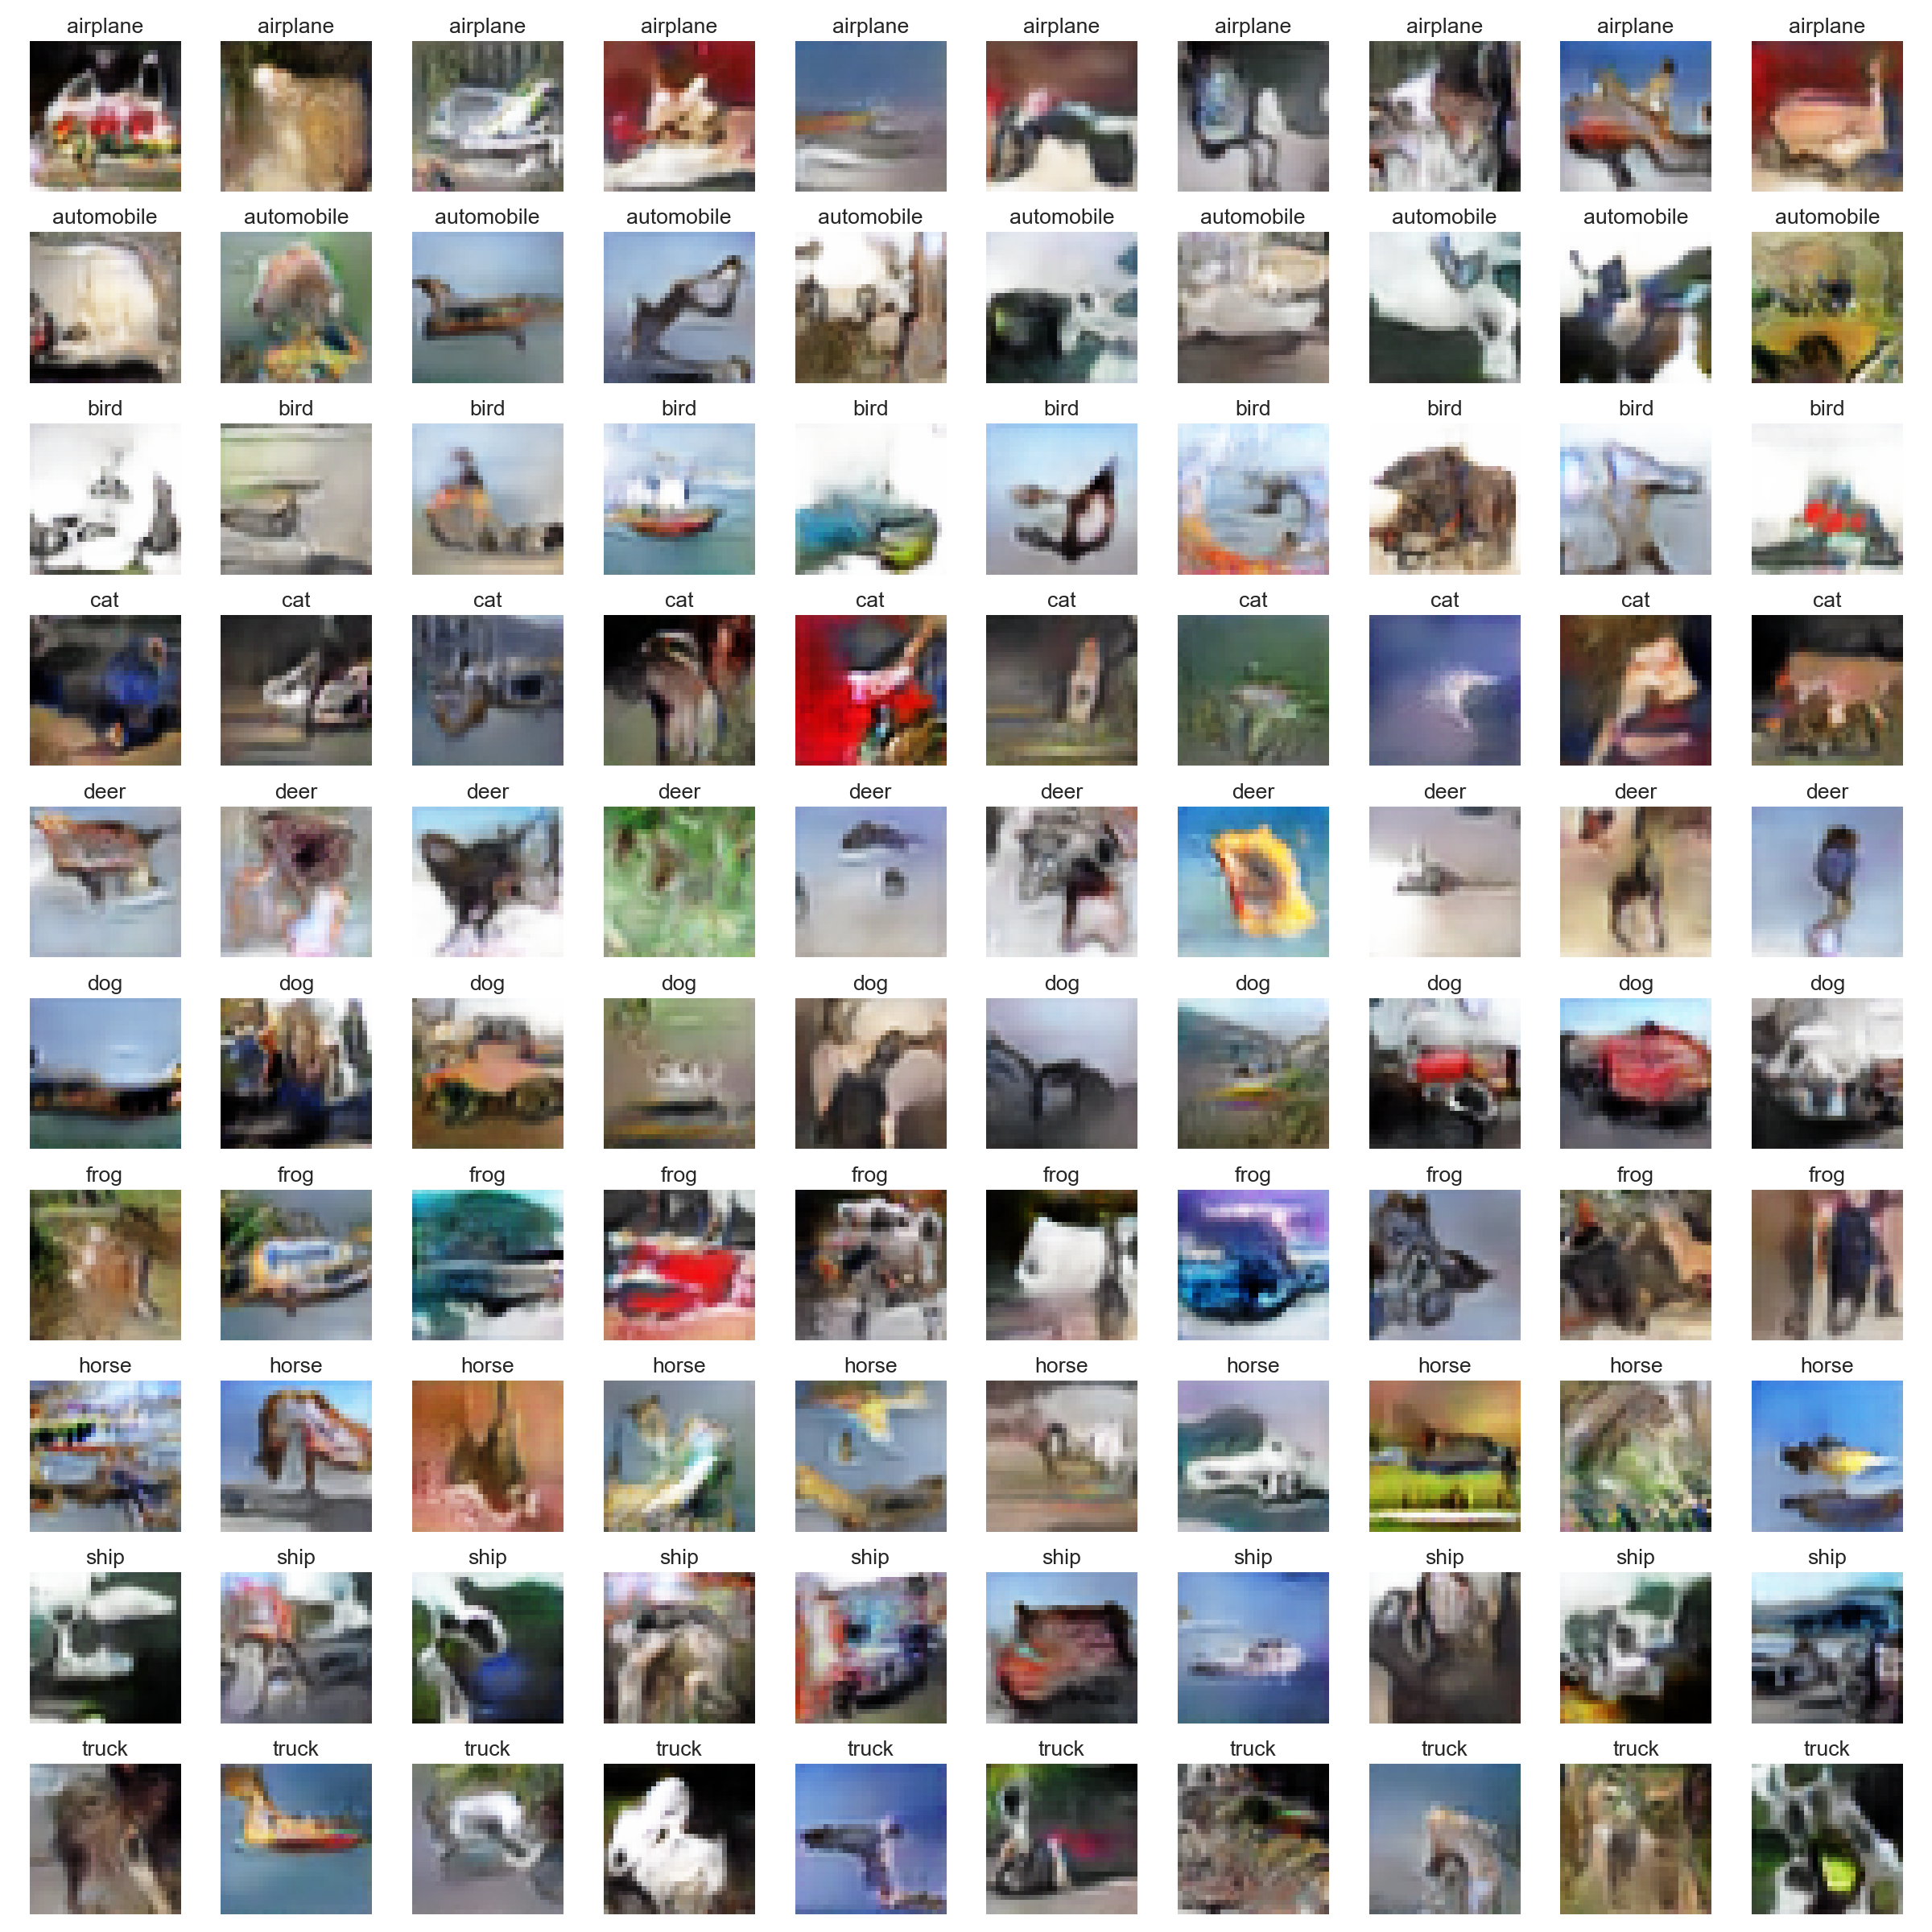 airplane airplane airplane airplane airplane airplane airplane airplane airplane airplane
automobile automobile automobile automobile automobile automobile automobile automobile automobile automobile
bird bird bird bird bird bird bird bird bird bird
cat cat cat cat cat cat cat cat cat cat
deer deer deer deer deer deer deer deer deer deer
dog dog dog dog dog dog dog dog dog dog
frog frog frog frog frog frog frog frog frog frog
horse horse horse horse horse horse horse horse horse horse
ship ship ship ship ship ship ship ship ship ship
truck truck truck truck truck truck truck truck truck truck